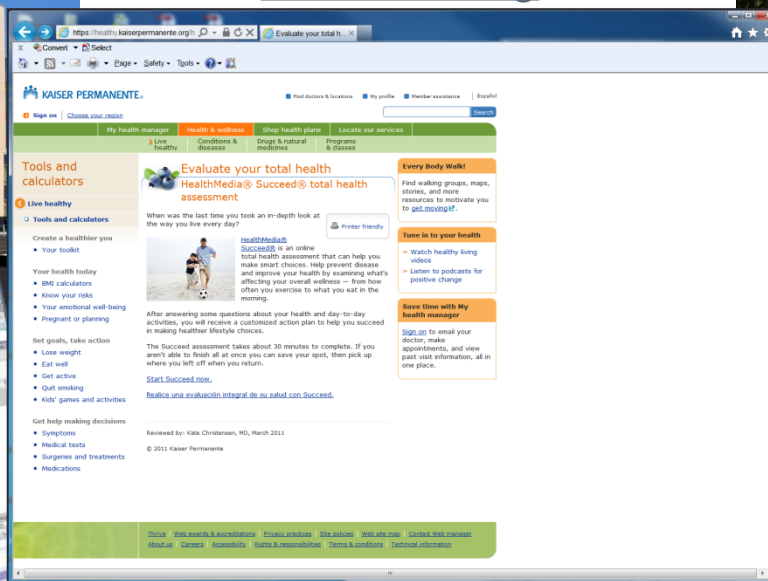 https://healthy.kaiserpermanente.org/h
Evaluate your total h...
x Convert Select
Page Safety Tools
KAISER PERMANENTE®
Find doctors & locations My profile Member assistance Español
Sign on Choose your region
Search
My health manager Health & wellness Shop health plans Locate our services
Live healthy
Conditions & diseases
Drugs & natural medicines
Programs & classes
Tools and calculators
Live healthy
Tools and calculators
Create a healthier you
Your toolkit
Your health today
BMI calculators
Know your risks
Your emotional well-being
Pregnant or planning
Set goals, take action
Lose weight
Eat well
Get active
Quit smoking
Kids' games and activities
Get help making decisions
Symptoms
Medical tests
Surgeries and treatments
Medications
Evaluate your total health
HealthMedia® Succeed® total health
assessment
When was the last time you took an in-depth look at
the way you live every day?
Printer friendly
HealthMedia®
Succeed® is an online
total health assessment that can help you
make smart choices. Help prevent disease
and improve your health by examining what's
affecting your overall wellness — from how
often you exercise to what you eat in the
morning.
After answering some questions about your health and day-to-day
activities, you will receive a customized action plan to help you succeed
in making healthier lifestyle choices.
The Succeed assessment takes about 30 minutes to complete. If you
aren't able to finish all at once you can save your spot, then pick up
where you left off when you return.
Start Succeed now.
Realice una evaluación integral de su salud con Succeed.
Reviewed by: Kate Christensen, MD, March 2011
© 2011 Kaiser Permanente
Every Body Walk!
Find walking groups, maps,
stories, and more
resources to motivate you
to get moving.
Tune in to your health
Watch healthy living
videos
Listen to podcasts for
positive change
Save time with My
health manager
Sign on to email your
doctor, make
appointments, and view
past visit information, all in
one place.
Thrive Web awards & accreditations Privacy practices Site policies Web site map Contact Web manager
About us Careers Accessibility Rights & responsibilities Terms & conditions Technical information